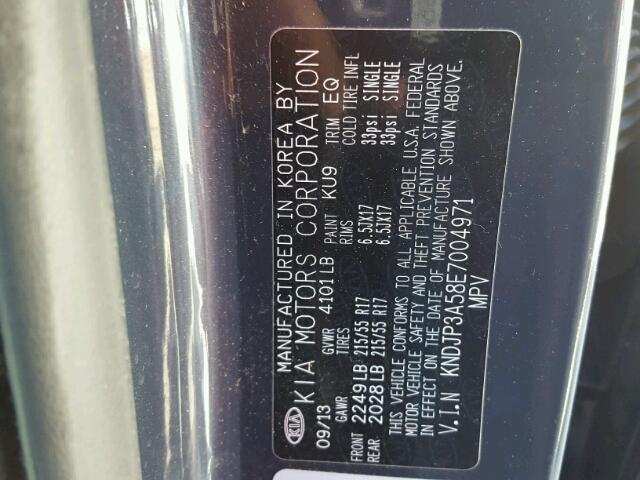 KIA
MANUFACTURED IN KOREA BY
KIA MOTORS CORPORATION
09/13 GVWR 4101LB PAINT KU9 TRIM EQ
GAWR TIRES RIMS COLD TIRE INFL
FRONT 2249LB 215/55 R17 6.5JX17 33psi SINGLE
REAR 2028LB 215/55 R17 6.5JX17 33psi SINGLE
THIS VEHICLE CONFORMS TO ALL APPLICABLE U.S.A. FEDERAL
MOTOR VEHICLE SAFETY AND THEFT PREVENTION STANDARDS
IN EFFECT ON THE DATE OF MANUFACTURE SHOWN ABOVE.
V.I.N KNDJP3A58E7004971
MPV